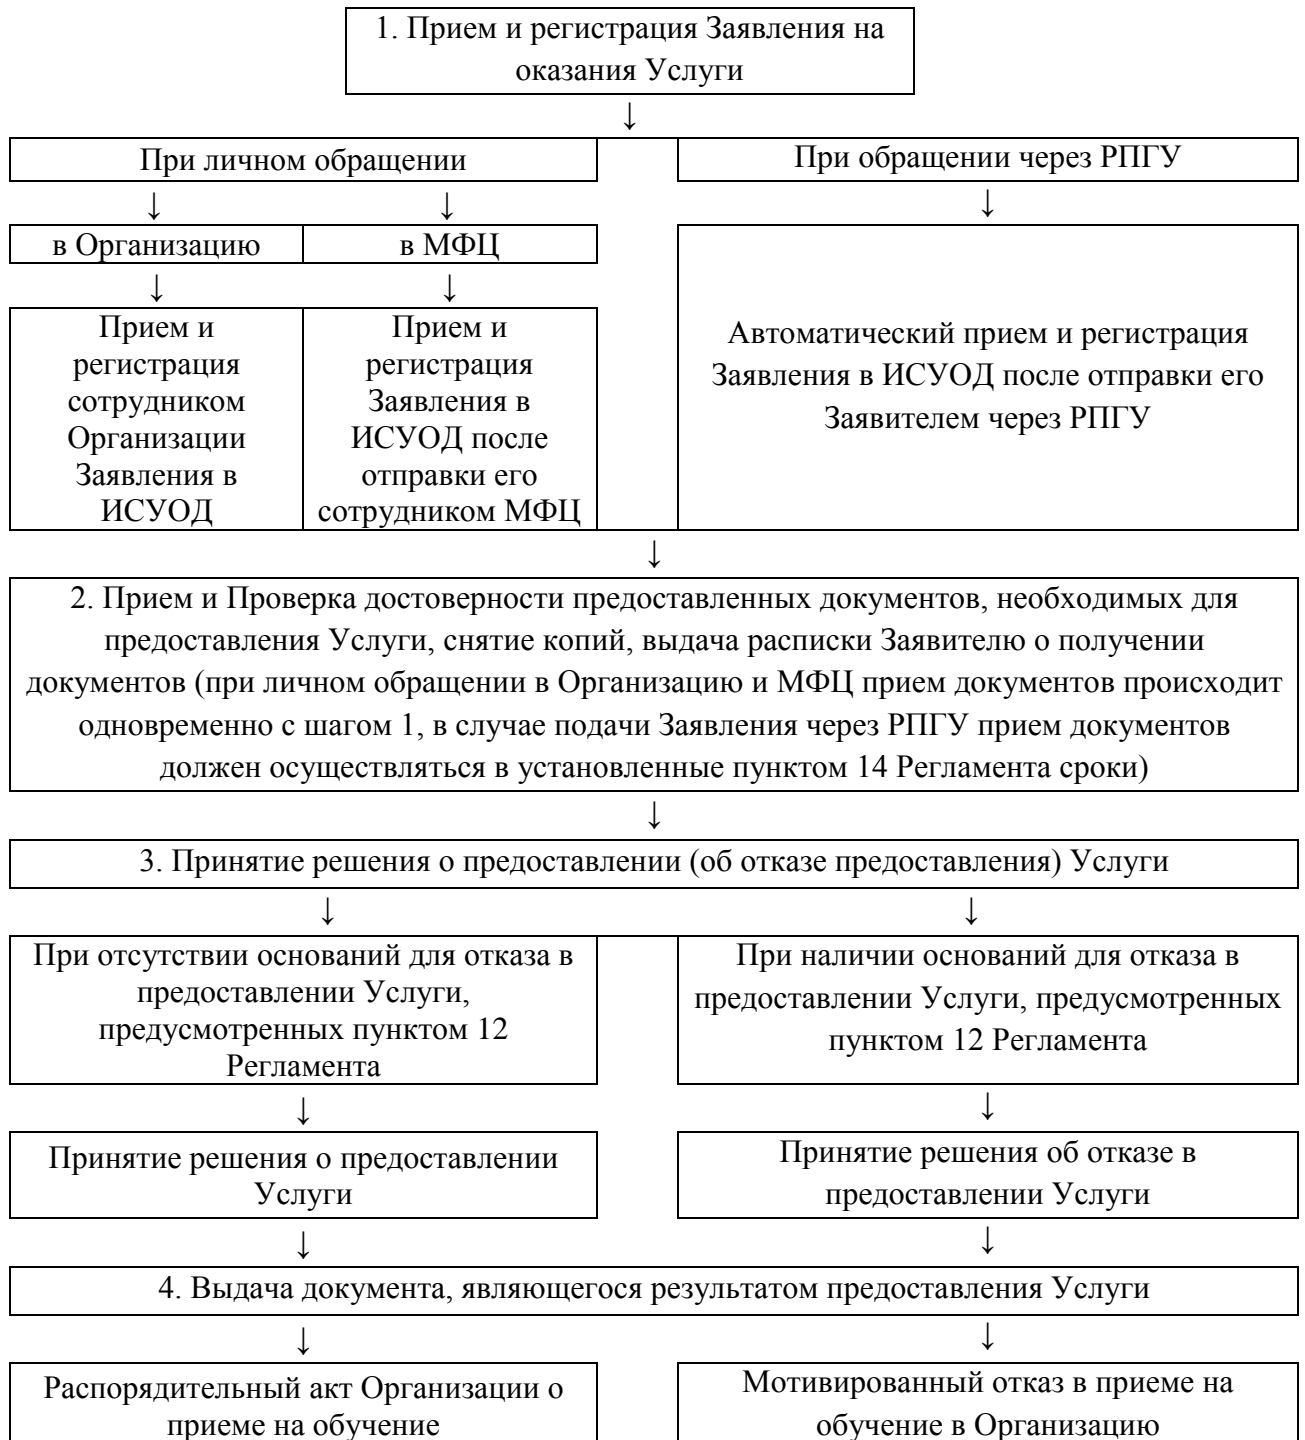 1. Прием и регистрация Заявления на
оказания Услуги
↓
При личном обращении
При обращении через РПГУ
↓ ↓ ↓
в Организацию
в МФЦ
↓ ↓
Прием и
регистрация
сотрудником
Организации
Заявления в
ИСУОД
Прием и
регистрация
Заявления в
ИСУОД после
отправки его
сотрудником МФЦ
Автоматический прием и регистрация
Заявления в ИСУОД после отправки его
Заявителем через РПГУ
↓
2. Прием и Проверка достоверности предоставленных документов, необходимых для
предоставления Услуги, снятие копий, выдача расписки Заявителю о получении
документов (при личном обращении в Организацию и МФЦ прием документов происходит
одновременно с шагом 1, в случае подачи Заявления через РПГУ прием документов
должен осуществляться в установленные пунктом 14 Регламента сроки)
↓
3. Принятие решения о предоставлении (об отказе предоставления) Услуги
↓ ↓
При отсутствии оснований для отказа в
предоставлении Услуги,
предусмотренных пунктом 12
Регламента
При наличии оснований для отказа в
предоставлении Услуги, предусмотренных
пунктом 12 Регламента
↓ ↓
Принятие решения о предоставлении
Услуги
Принятие решения об отказе в
предоставлении Услуги
↓ ↓
4. Выдача документа, являющегося результатом предоставления Услуги
↓ ↓
Распорядительный акт Организации о
приеме на обучение
Мотивированный отказ в приеме на
обучение в Организацию